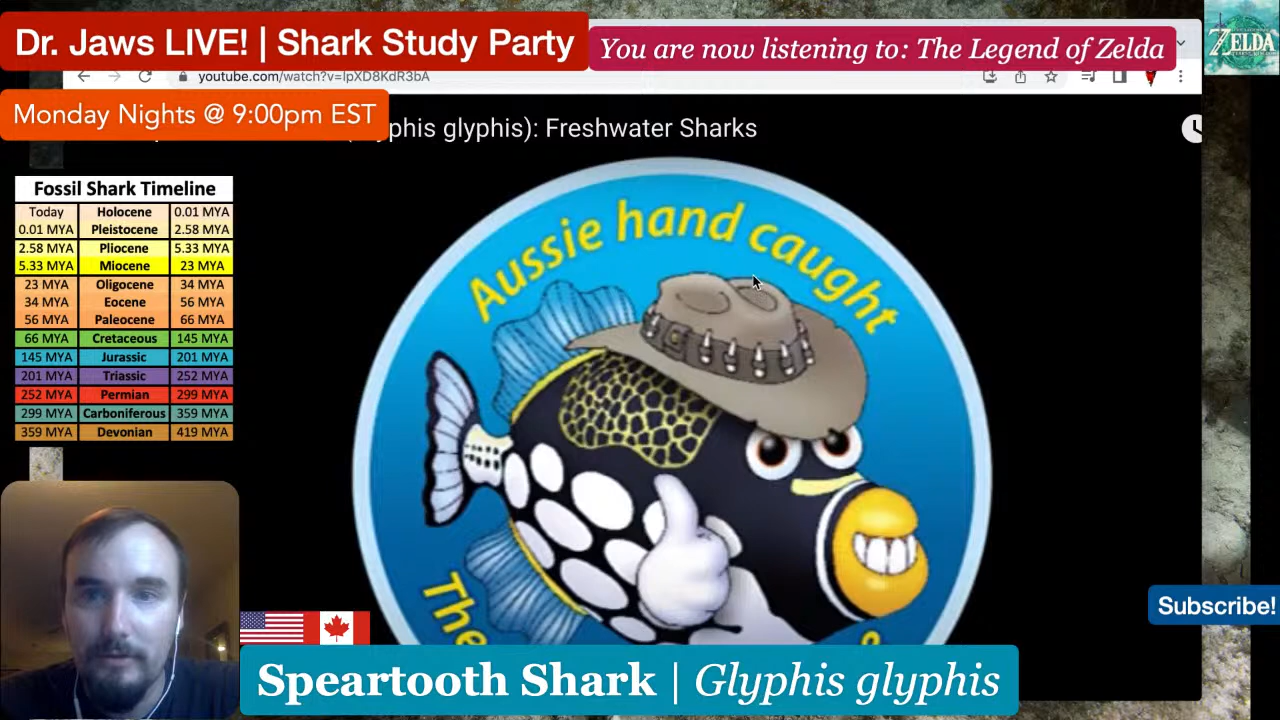 Dr. Jaws LIVE! | Shark Study Party
You are now listening to: The Legend of Zelda
ZELDA
youtube.com/watch?v=IpXD8KdR3bA
Monday Nights @ 9:00pm EST
phis glyphis): Freshwater Sharks
Fossil Shark Timeline
Today Holocene 0.01 MYA
0.01 MYA Pleistocene 2.58 MYA
2.58 MYA Pliocene 5.33 MYA
5.33 MYA Miocene 23 MYA
23 MYA Oligocene 34 MYA
34 MYA Eocene 56 MYA
56 MYA Paleocene 66 MYA
66 MYA Cretaceous 145 MYA
145 MYA Jurassic 201 MYA
201 MYA Triassic 252 MYA
252 MYA Permian 299 MYA
299 MYA Carboniferous 359 MYA
359 MYA Devonian 419 MYA
Aussie hand caught
The
Subscribe!
Speartooth Shark | Glyphis glyphis